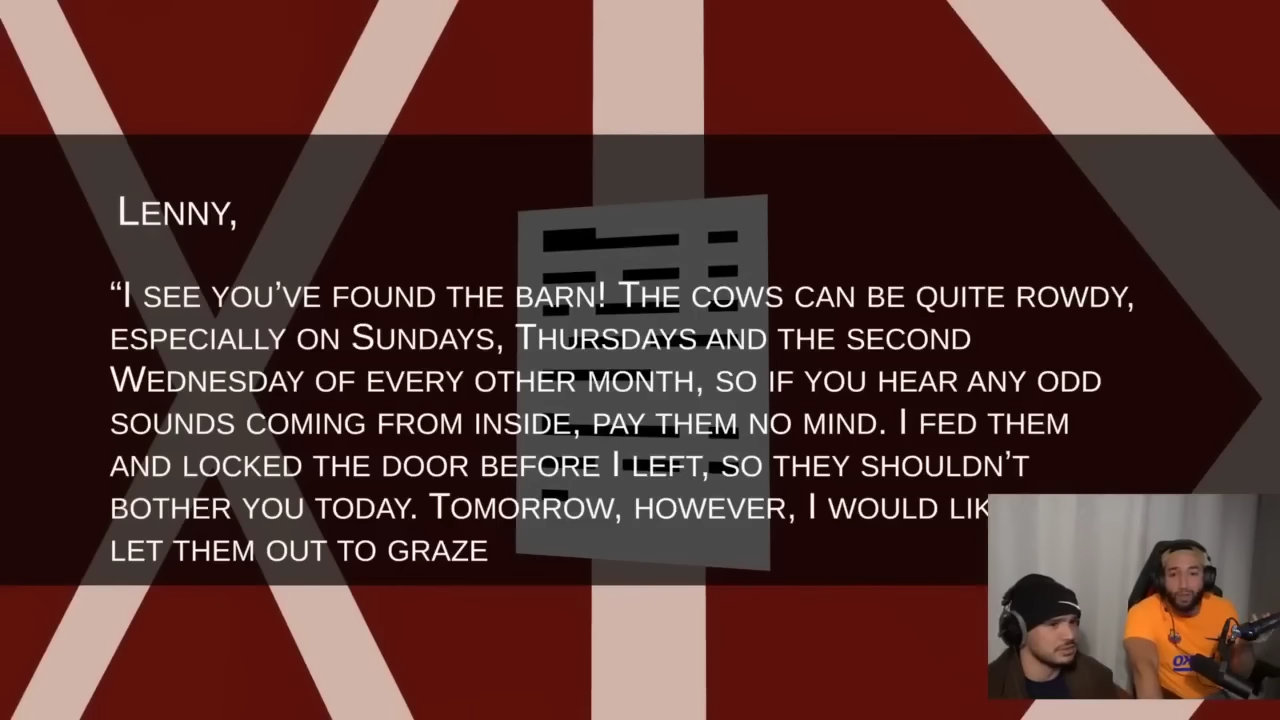 LENNY,
“I SEE YOU’VE FOUND THE BARN! THE COWS CAN BE QUITE ROWDY,
ESPECIALLY ON SUNDAYS, THURSDAYS AND THE SECOND
WEDNESDAY OF EVERY OTHER MONTH, SO IF YOU HEAR ANY ODD
SOUNDS COMING FROM INSIDE, PAY THEM NO MIND. I FED THEM
AND LOCKED THE DOOR BEFORE I LEFT, SO THEY SHOULDN’T
BOTHER YOU TODAY. TOMORROW, HOWEVER, I WOULD
LET THEM OUT TO GRAZE